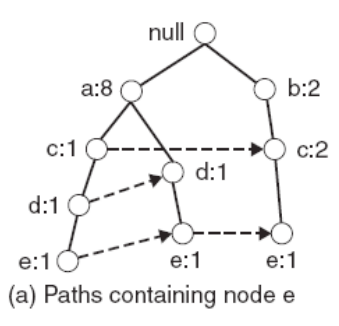 null
a:8
b:2
c:1
c:2
d:1
d:1
e:1
e:1
e:1
(a) Paths containing node e